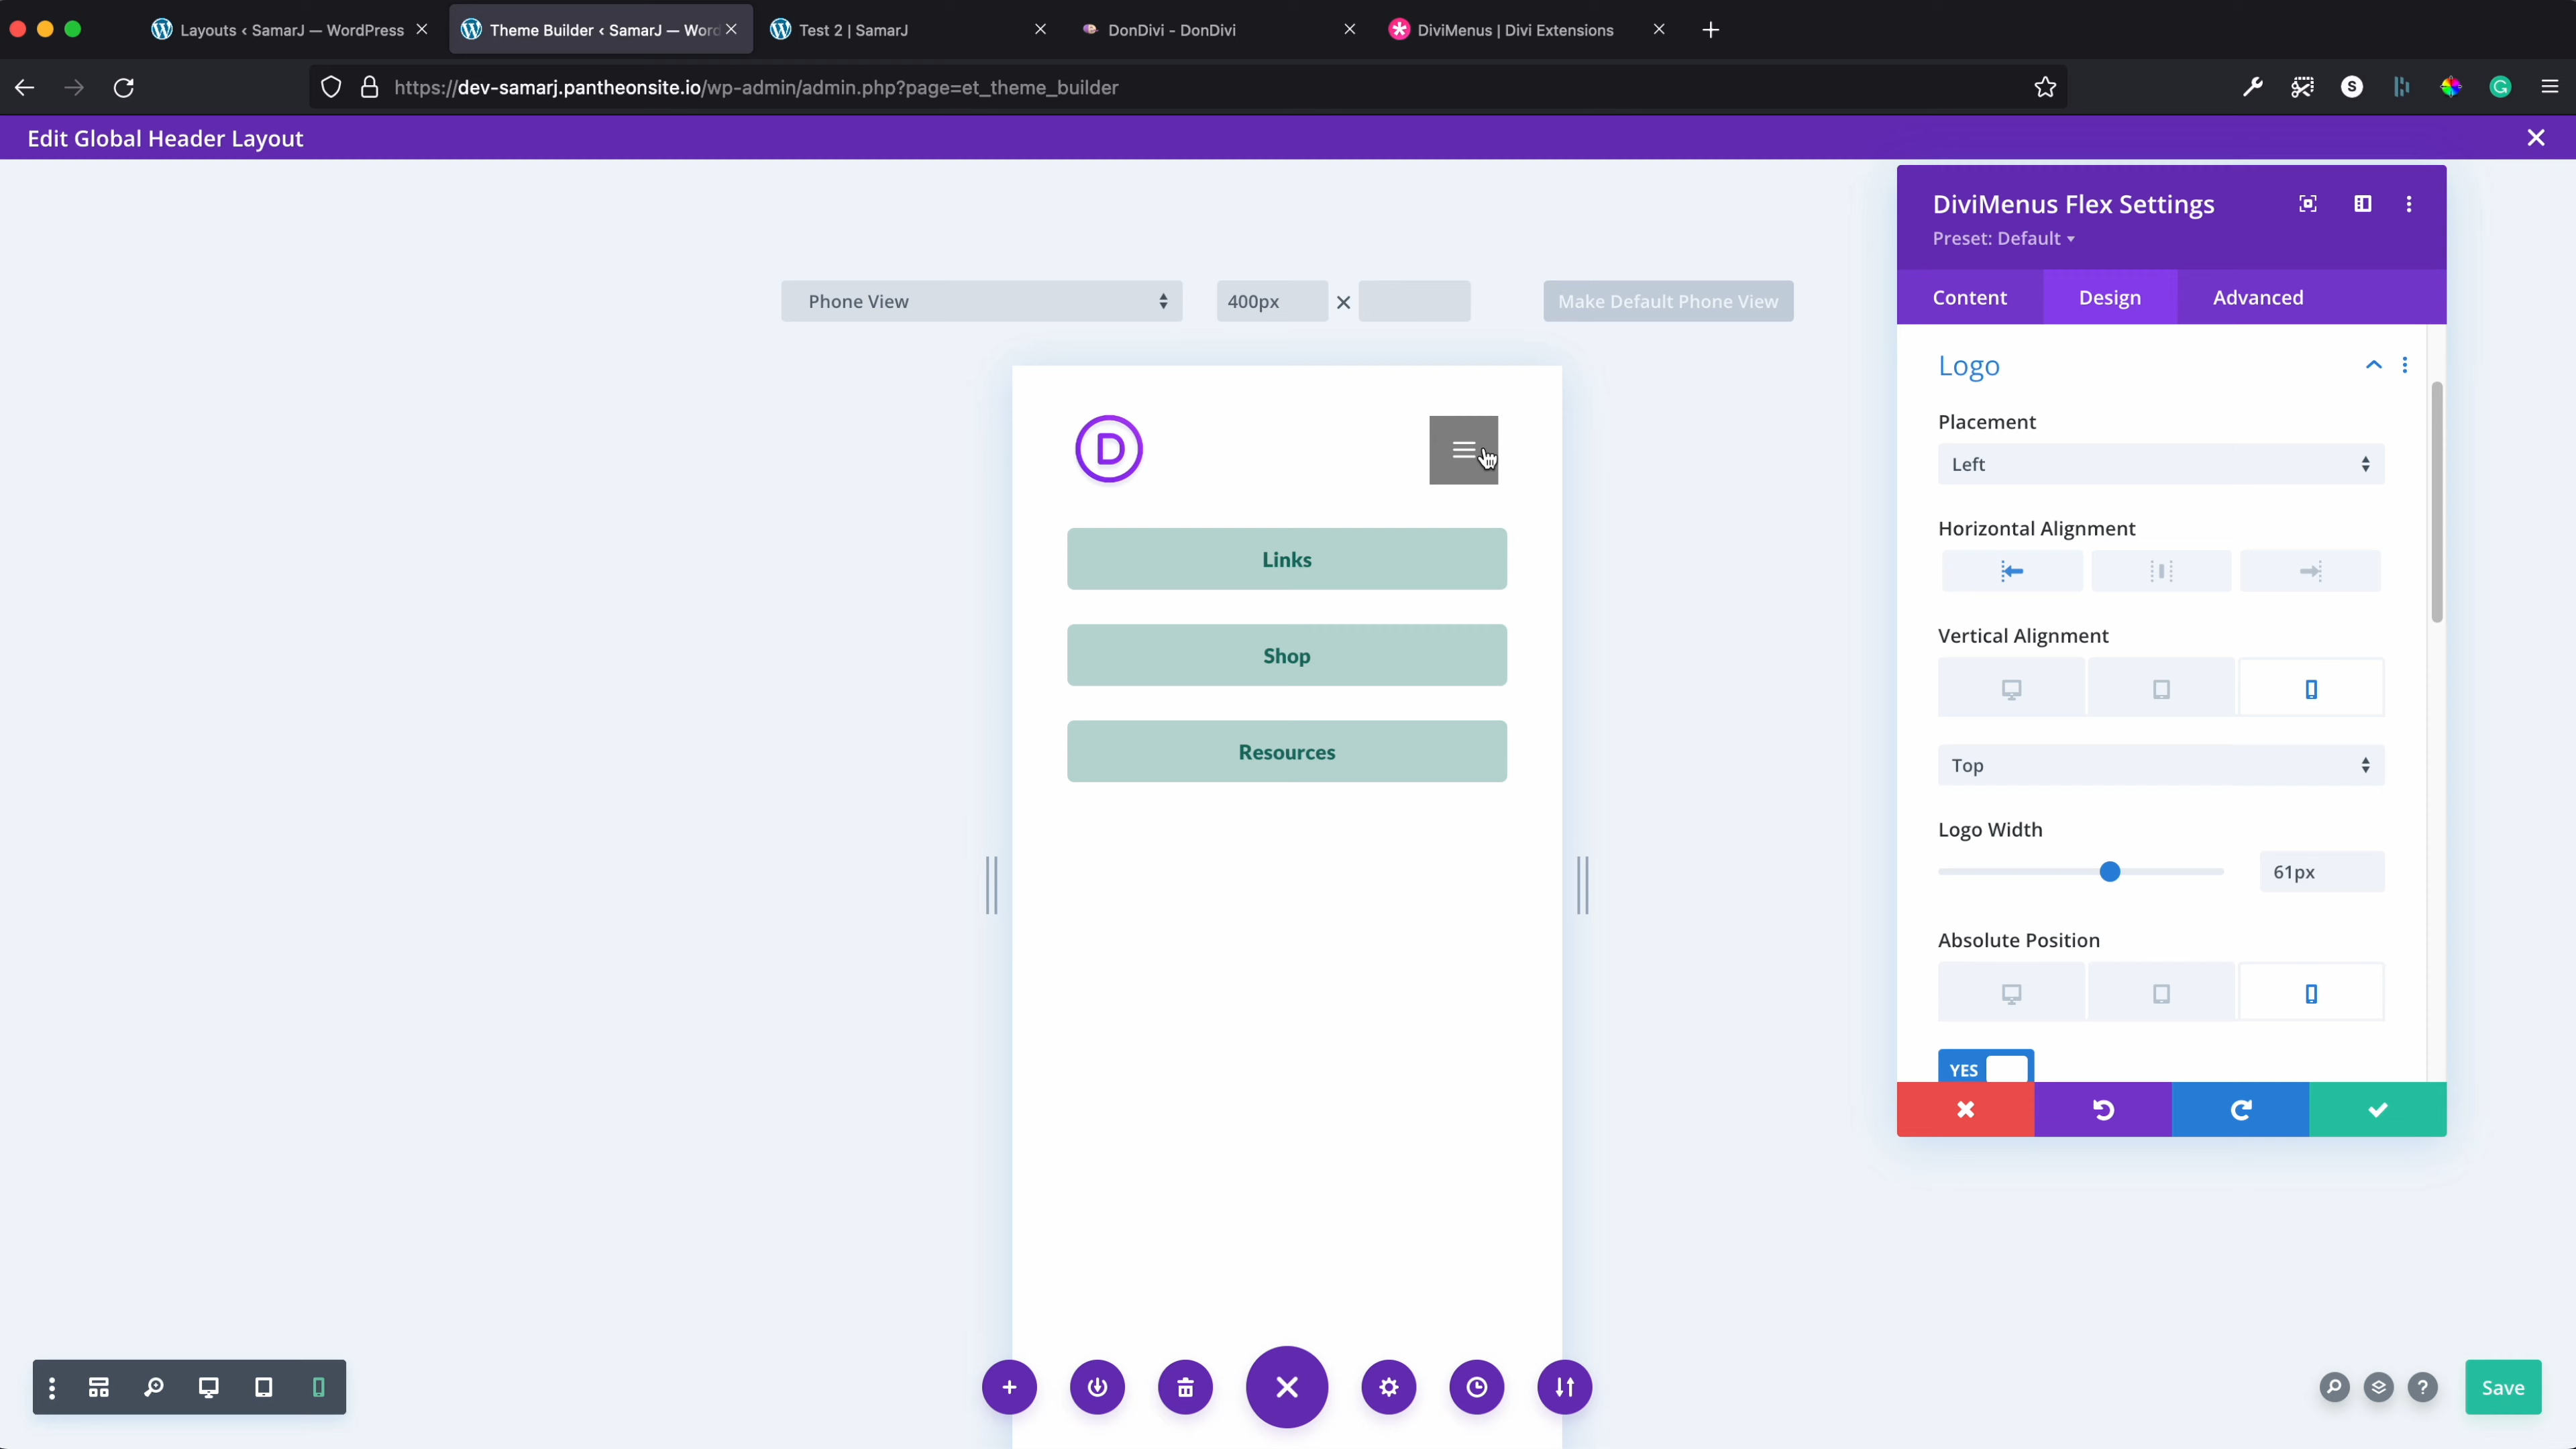 Layouts ‹ SamarJ — WordPress
Theme Builder ‹ SamarJ — Word
Test 2 | SamarJ
DonDivi - DonDivi
DiviMenus | Divi Extensions
https://dev-samarj.pantheonsite.io/wp-admin/admin.php?page=et_theme_builder
Edit Global Header Layout
DiviMenus Flex Settings
Preset: Default
Content
Design
Advanced
Phone View
400px
Make Default Phone View
Logo
Placement
Left
Horizontal Alignment
Vertical Alignment
Top
Logo Width
61px
Absolute Position
YES
D
Links
Shop
Resources
Save